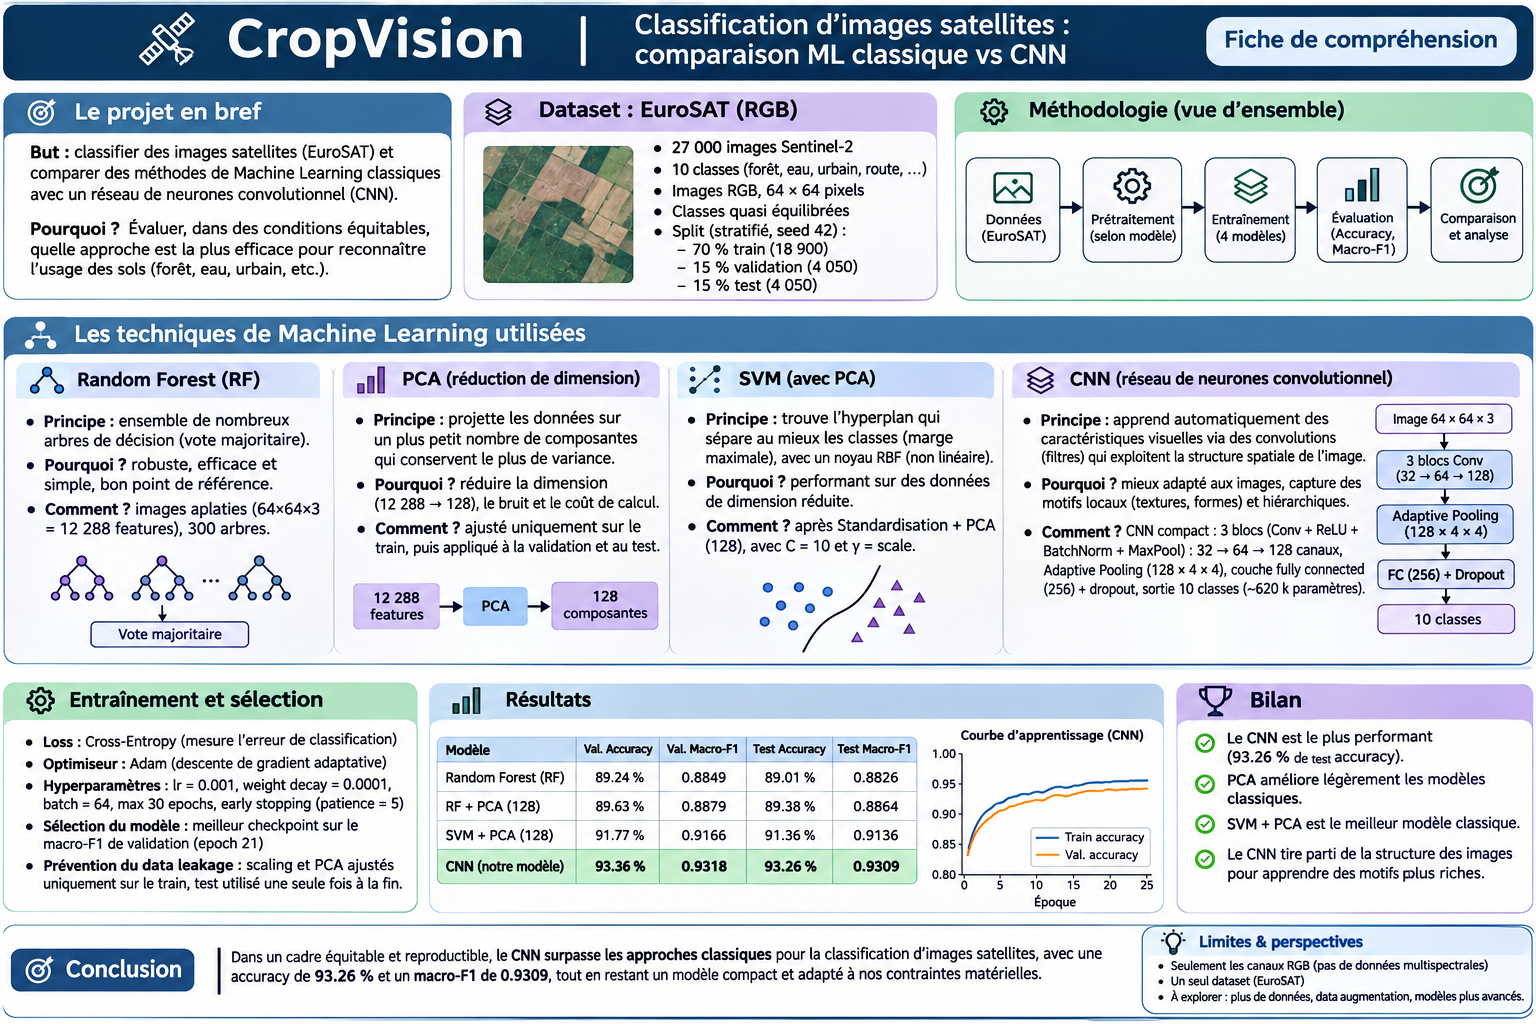 CropVision
Classification d'images satellites :
comparaison ML classique vs CNN
Fiche de compréhension
Le projet en bref
But : classifier des images satellites (EuroSAT) et
comparer des méthodes de Machine Learning classiques
avec un réseau de neurones convolutionnel (CNN).
Pourquoi ? Évaluer, dans des conditions équitables,
quelle approche est la plus efficace pour reconnaître
l'usage des sols (forêt, eau, urbain, etc.).
Dataset : EuroSAT (RGB)
• 27 000 images Sentinel-2
• 10 classes (forêt, eau, urbain, route, ...)
• Images RGB, 64 × 64 pixels
• Classes quasi équilibrées
• Split (stratifié, seed 42) :
– 70 % train (18 900)
– 15 % validation (4 050)
– 15 % test (4 050)
Méthodologie (vue d'ensemble)
Données
(EuroSAT)
Prétraitement
(selon modèle)
Entraînement
(4 modèles)
Évaluation
(Accuracy,
Macro-F1)
Comparaison
et analyse
Les techniques de Machine Learning utilisées
Random Forest (RF)
• Principe : ensemble de nombreux
arbres de décision (vote majoritaire).
• Pourquoi ? robuste, efficace et
simple, bon point de référence.
• Comment ? images aplaties (64×64×3
= 12 288 features), 300 arbres.
...
Vote majoritaire
PCA (réduction de dimension)
• Principe : projette les données sur
un plus petit nombre de composantes
qui conservent le plus de variance.
• Pourquoi ? réduire la dimension
(12 288 → 128), le bruit et le coût de calcul.
• Comment ? ajusté uniquement sur le
train, puis appliqué à la validation et au test.
12 288
features
PCA
128
composantes
SVM (avec PCA)
• Principe : trouve l'hyperplan qui
sépare au mieux les classes (marge
maximale), avec un noyau RBF (non linéaire).
• Pourquoi ? performant sur des données
de dimension réduite.
• Comment ? après Standardisation + PCA
(128), avec C = 10 et γ = scale.
CNN (réseau de neurones convolutionnel)
• Principe : apprend automatiquement des
caractéristiques visuelles via des convolutions
(filtres) qui exploitent la structure spatiale de l'image.
• Pourquoi ? mieux adapté aux images, capture des
motifs locaux (textures, formes) et hiérarchiques.
• Comment ? CNN compact : 3 blocs (Conv + ReLU +
BatchNorm + MaxPool) : 32 → 64 → 128 canaux,
Adaptive Pooling (128 × 4 × 4), couche fully connected
(256) + dropout, sortie 10 classes (~620 k paramètres).
Image 64 × 64 × 3
3 blocs Conv
(32 → 64 → 128)
Adaptive Pooling
(128 × 4 × 4)
FC (256) + Dropout
10 classes
Entraînement et sélection
• Loss : Cross-Entropy (mesure l'erreur de classification)
• Optimiseur : Adam (descente de gradient adaptative)
• Hyperparamètres : lr = 0.001, weight decay = 0.0001,
batch = 64, max 30 epochs, early stopping (patience = 5)
• Sélection du modèle : meilleur checkpoint sur le
macro-F1 de validation (epoch 21)
• Prévention du data leakage : scaling et PCA ajustés
uniquement sur le train, test utilisé une seule fois à la fin.
Résultats
Modèle Val. Accuracy Val. Macro-F1 Test Accuracy Test Macro-F1
Random Forest (RF) 89.24 % 0.8849 89.01 % 0.8826
RF + PCA (128) 89.63 % 0.8879 89.38 % 0.8864
SVM + PCA (128) 91.77 % 0.9166 91.36 % 0.9136
CNN (notre modèle) 93.36 % 0.9318 93.26 % 0.9309
Courbe d'apprentissage (CNN)
1.00
0.95
0.90
0.85
0.80
Train accuracy
Val. accuracy
0 5 10 15 20 25
Époque
Bilan
Le CNN est le plus performant
(93.26 % de test accuracy).
PCA améliore légèrement les modèles
classiques.
SVM + PCA est le meilleur modèle classique.
Le CNN tire parti de la structure des images
pour apprendre des motifs plus riches.
Conclusion
Dans un cadre équitable et reproductible, le CNN surpasse les approches classiques pour la classification d'images satellites, avec une
accuracy de 93.26 % et un macro-F1 de 0.9309, tout en restant un modèle compact et adapté à nos contraintes matérielles.
Limites & perspectives
• Seulement les canaux RGB (pas de données multispectrales)
• Un seul dataset (EuroSAT)
• À explorer : plus de données, data augmentation, modèles plus avancés.